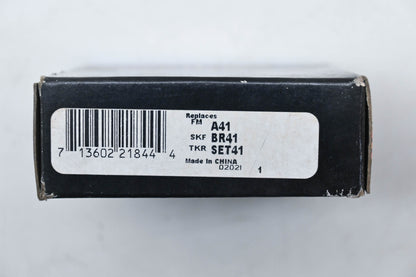 Replaces
FM A41
SKF BR41
TKR SET41
Made In CHINA
02021 1
7 13602 21844 4